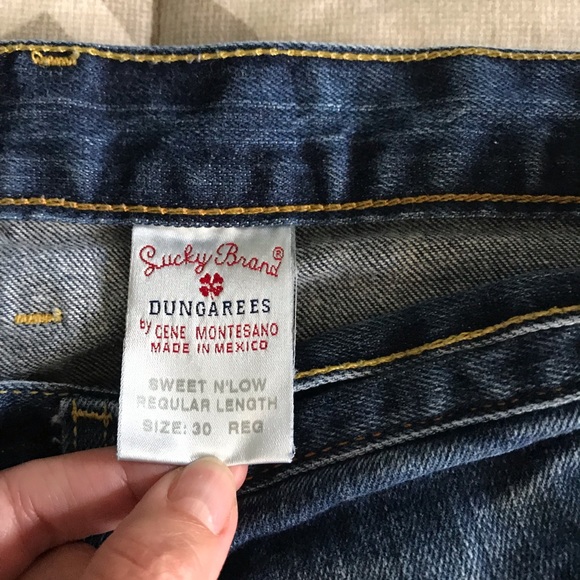 Lucky Brand®
DUNGAREES
by GENE MONTESANO
MADE IN MEXICO
SWEET N'LOW
REGULAR LENGTH
SIZE: 30 REG